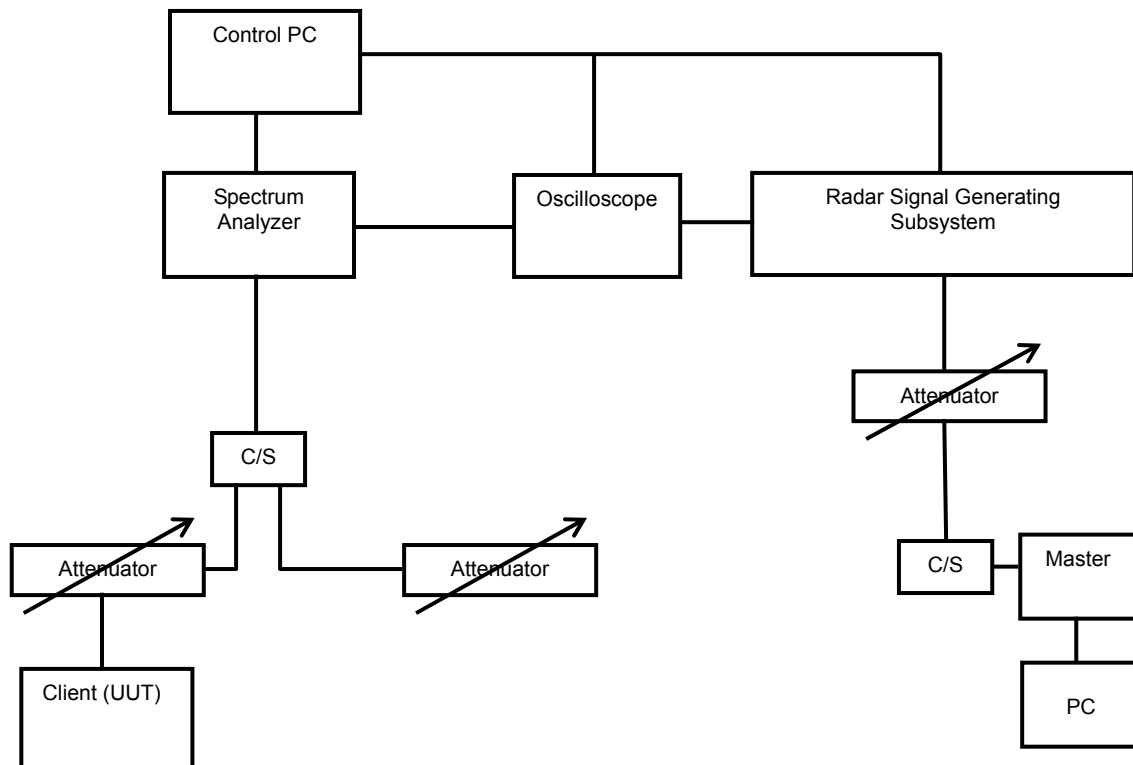 Control PC
Spectrum
Analyzer
Oscilloscope
Radar Signal Generating
Subsystem
Attenuator
C/S
Attenuator
Attenuator
C/S
Master
Client (UUT)
PC